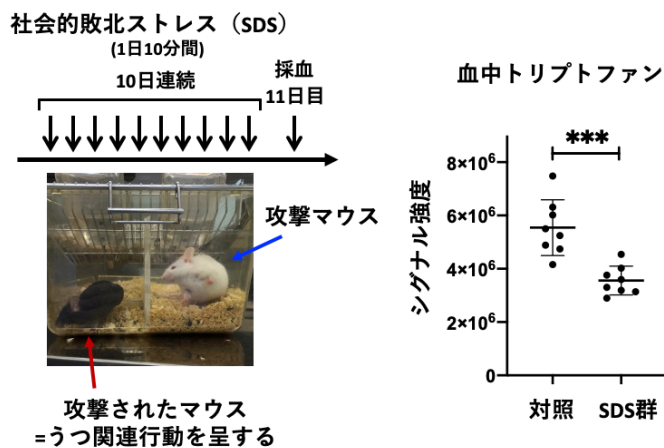 社会的敗北ストレス（SDS）
(1日10分間)
10日連続
採血
11日目
攻撃マウス
攻撃されたマウス
=うつ関連行動を呈する
血中トリプトファン
***
シグナル強度
8×10⁶
6×10⁶
4×10⁶
2×10⁶
0
対照
SDS群